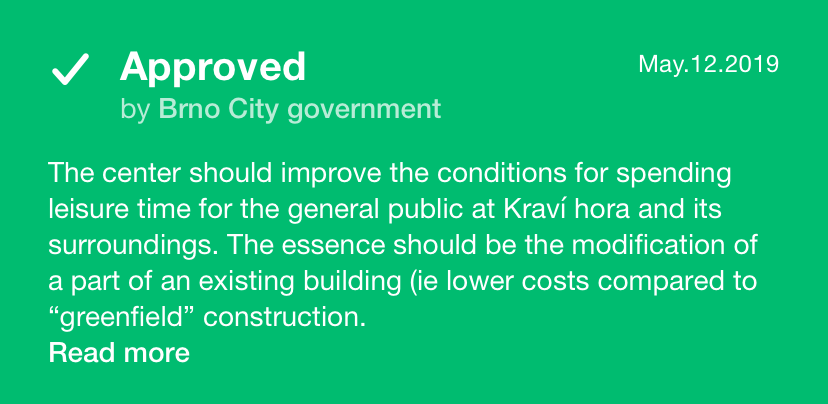 Approved
May.12.2019
by Brno City government
The center should improve the conditions for spending
leisure time for the general public at Kraví hora and its
surroundings. The essence should be the modification of
a part of an existing building (ie lower costs compared to
“greenfield” construction.
Read more